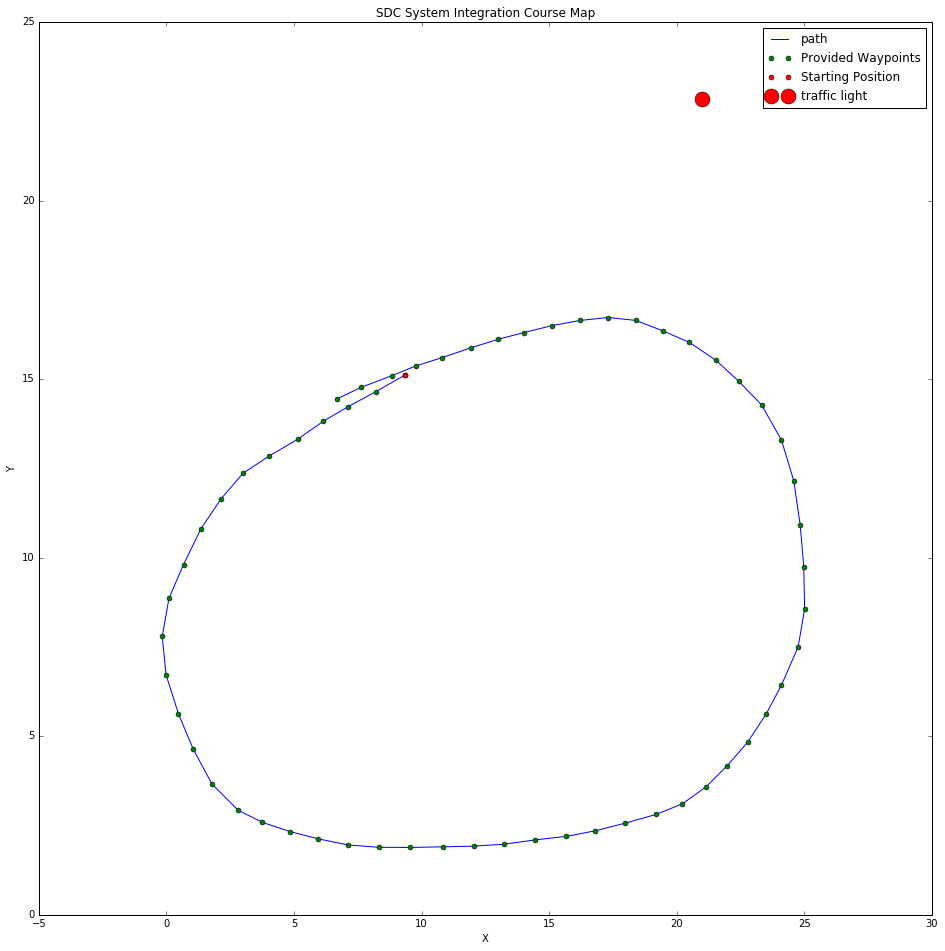 SDC System Integration Course Map
path
Provided Waypoints
Starting Position
traffic light
25
20
15
10
5
0
Y
−5
0
5
10
15
20
25
30
X